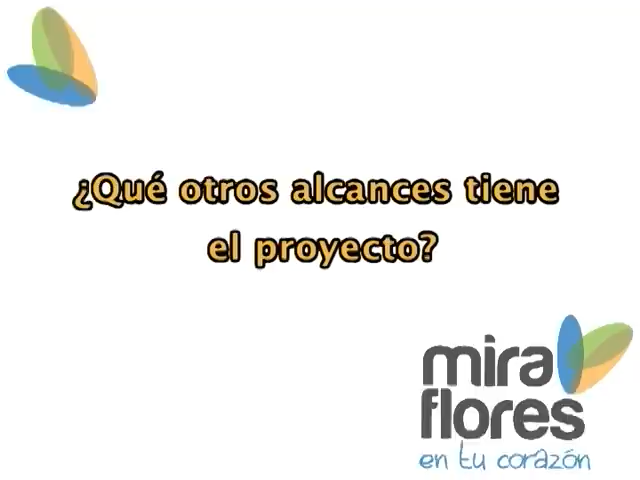 ¿Qué otros alcances tiene
el proyecto?
mira
flores
en tu corazón